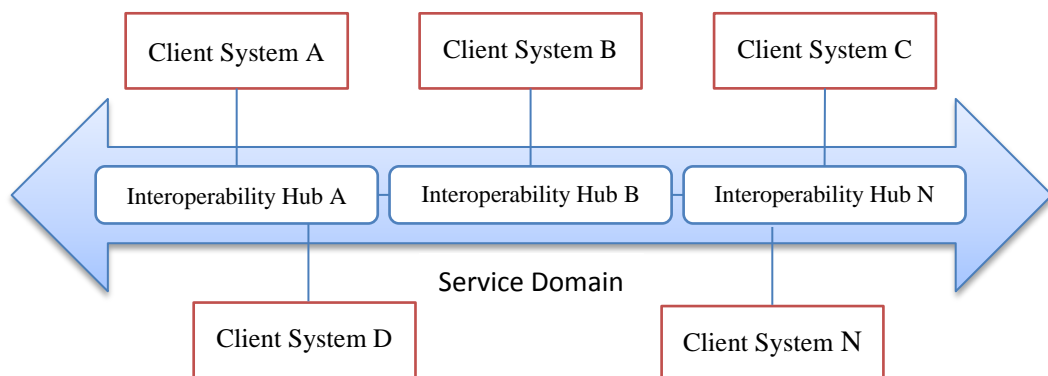 Client System A
Client System B
Client System C
Interoperability Hub A
Interoperability Hub B
Interoperability Hub N
Service Domain
Client System D
Client System N